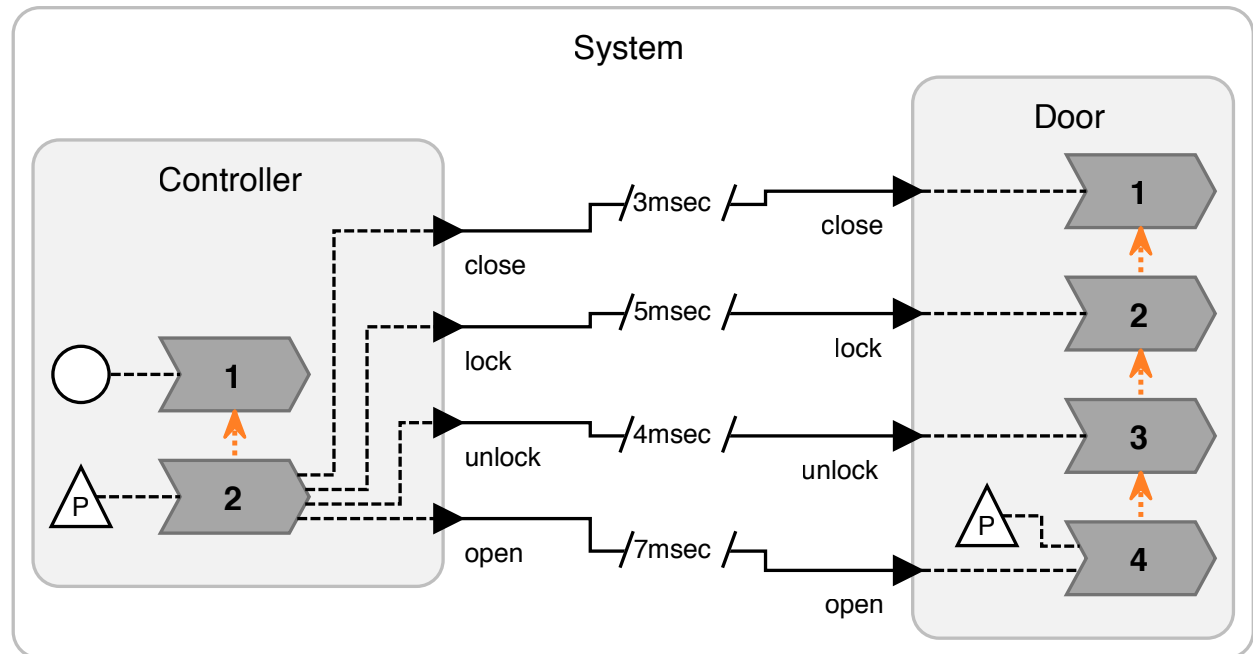 System
Controller
1
P
2
close
lock
unlock
open
3msec
5msec
4msec
7msec
Door
close
1
lock
2
unlock
3
P
4
open